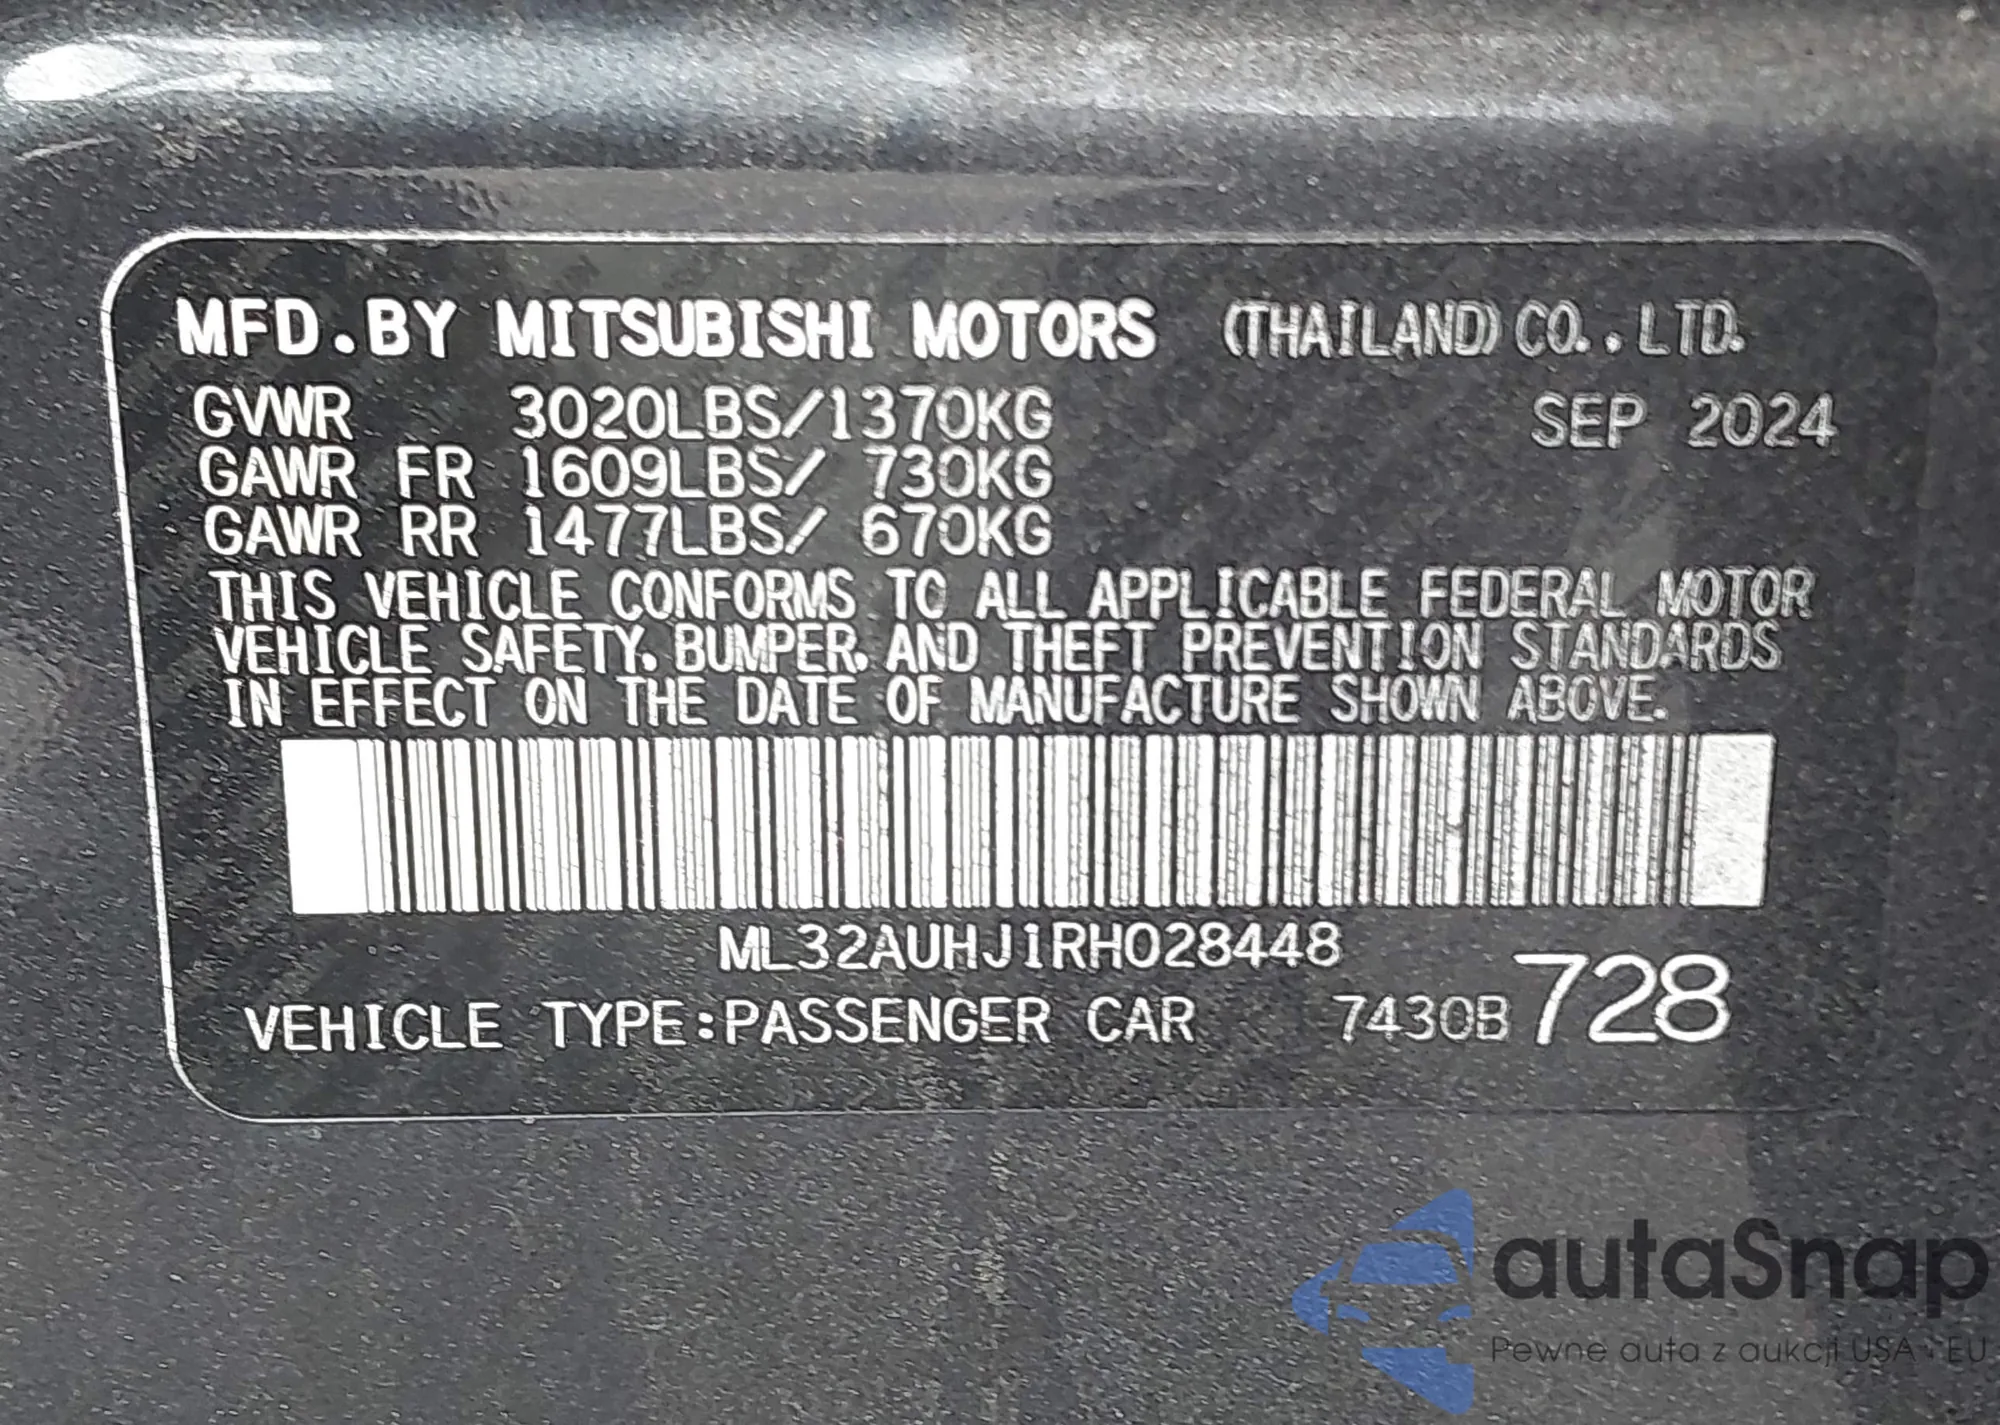 MFD.BY MITSUBISHI MOTORS (THAILAND) CO.,LTD.
GVWR 3020LBS/1370KG SEP 2024
GAWR FR 1609LBS/ 730KG
GAWR RR 1477LBS/ 670KG
THIS VEHICLE CONFORMS TO ALL APPLICABLE FEDERAL MOTOR
VEHICLE SAFETY, BUMPER, AND THEFT PREVENTION STANDARDS
IN EFFECT ON THE DATE OF MANUFACTURE SHOWN ABOVE.
ML32AUHJ1RH028448
VEHICLE TYPE:PASSENGER CAR 7430B 728
autaSnap
Pewne auta z aukcji USA i EU